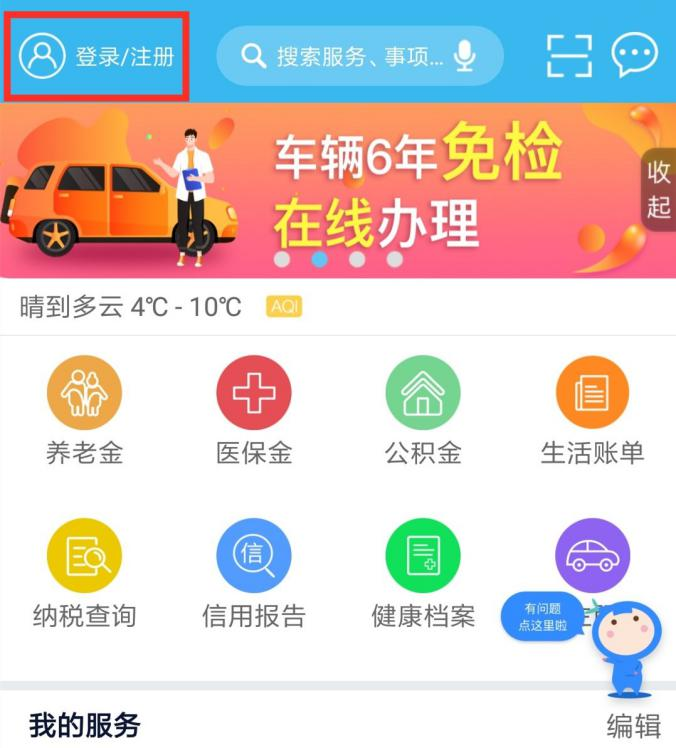 登录/注册
搜索服务、事项...
车辆6年免检
在线办理
收起
晴到多云 4℃ - 10℃
AQI
养老金
医保金
公积金
生活账单
纳税查询
信用报告
信
健康档案
有问题
点这里啦
我的服务
编辑